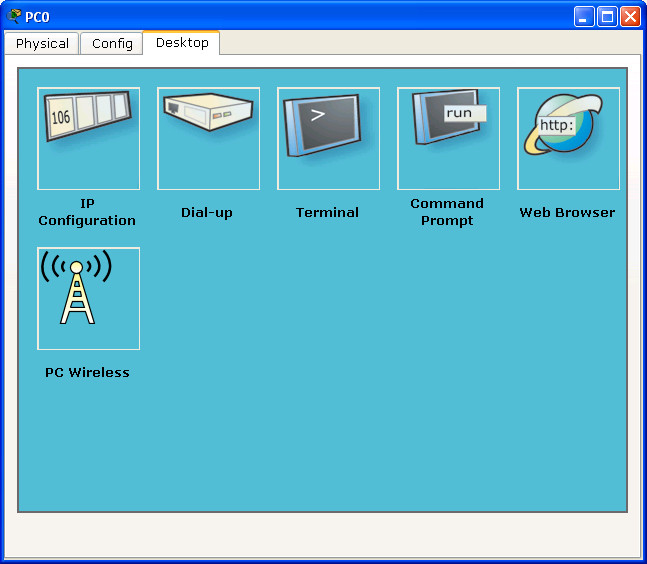 PC0
Physical Config Desktop
106
>
run
http:
IP
Configuration
Dial-up
Terminal
Command
Prompt
Web Browser
PC Wireless